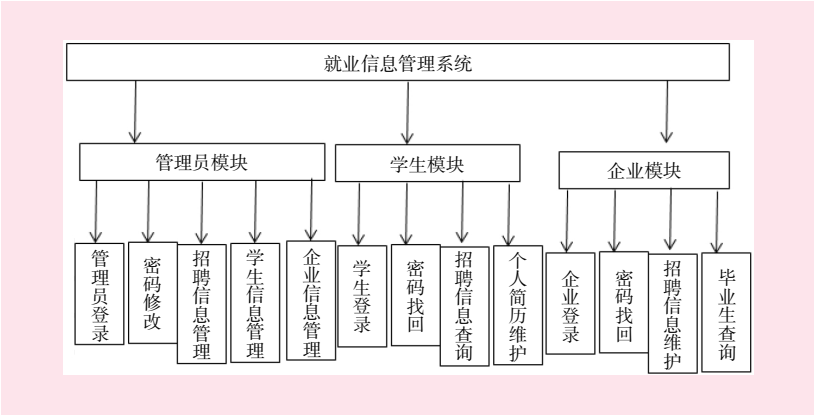 就业信息管理系统
管理员模块
学生模块
企业模块
管理员登录
密码修改
招聘信息管理
学生信息管理
企业信息管理
学生登录
密码找回
招聘信息查询
个人简历维护
企业登录
密码找回
招聘信息维护
毕业生查询